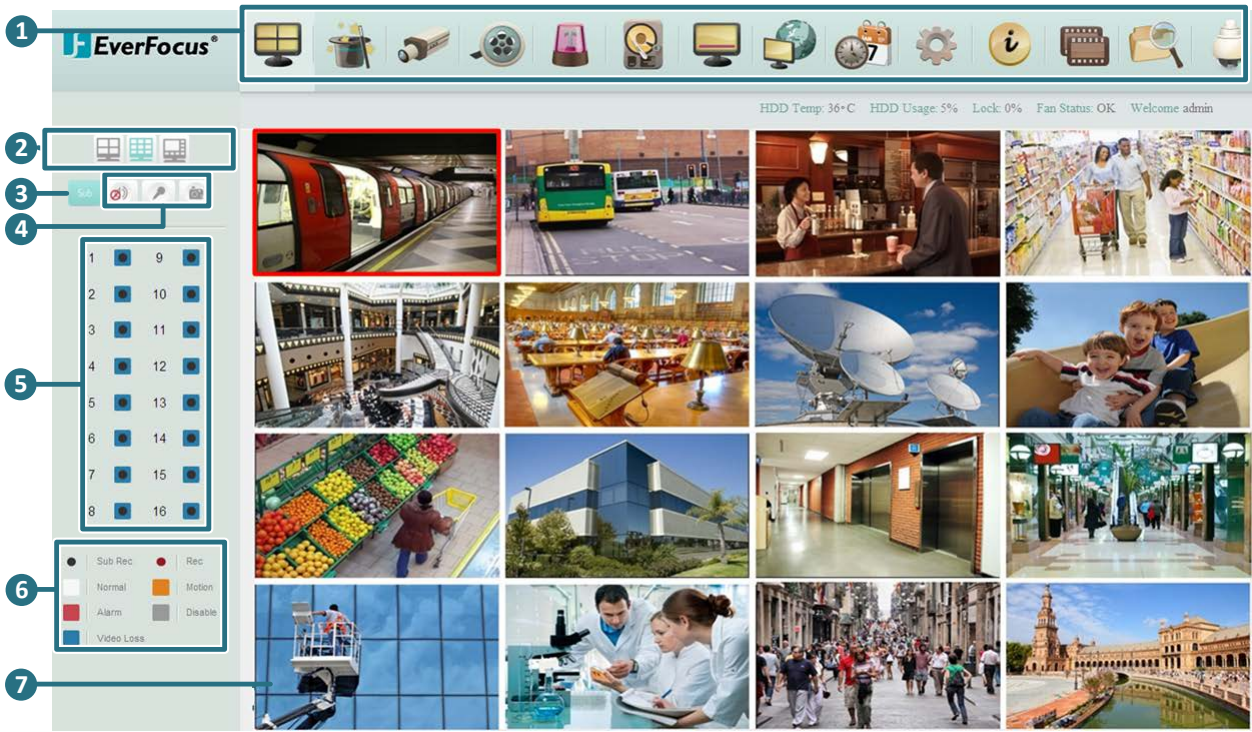 1
EverFocus®
7
i
HDD Temp: 36°C HDD Usage: 5% Lock: 0% Fan Status: OK Welcome admin
2
3
Sub
4
5
1 9
2 10
3 11
4 12
5 13
6 14
7 15
8 16
STOP
6
Sub Rec Rec
Normal Motion
Alarm Disable
Video Loss
7